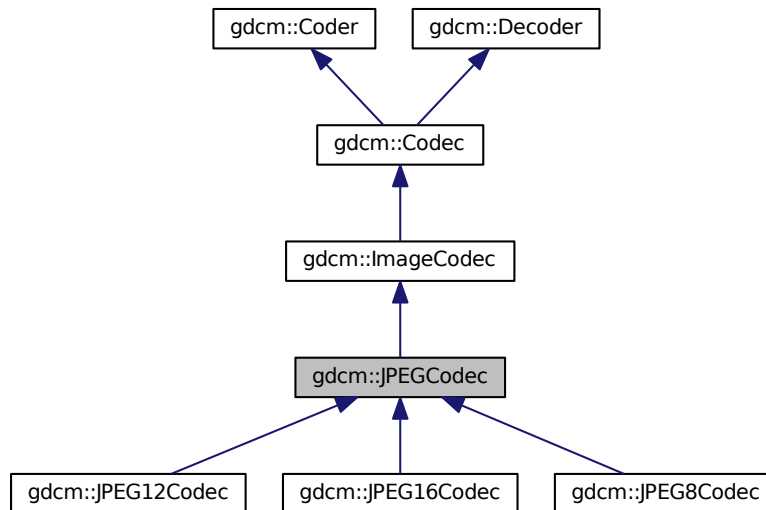 gdcm::Coder
gdcm::Decoder
gdcm::Codec
gdcm::ImageCodec
gdcm::JPEGCodec
gdcm::JPEG12Codec
gdcm::JPEG16Codec
gdcm::JPEG8Codec